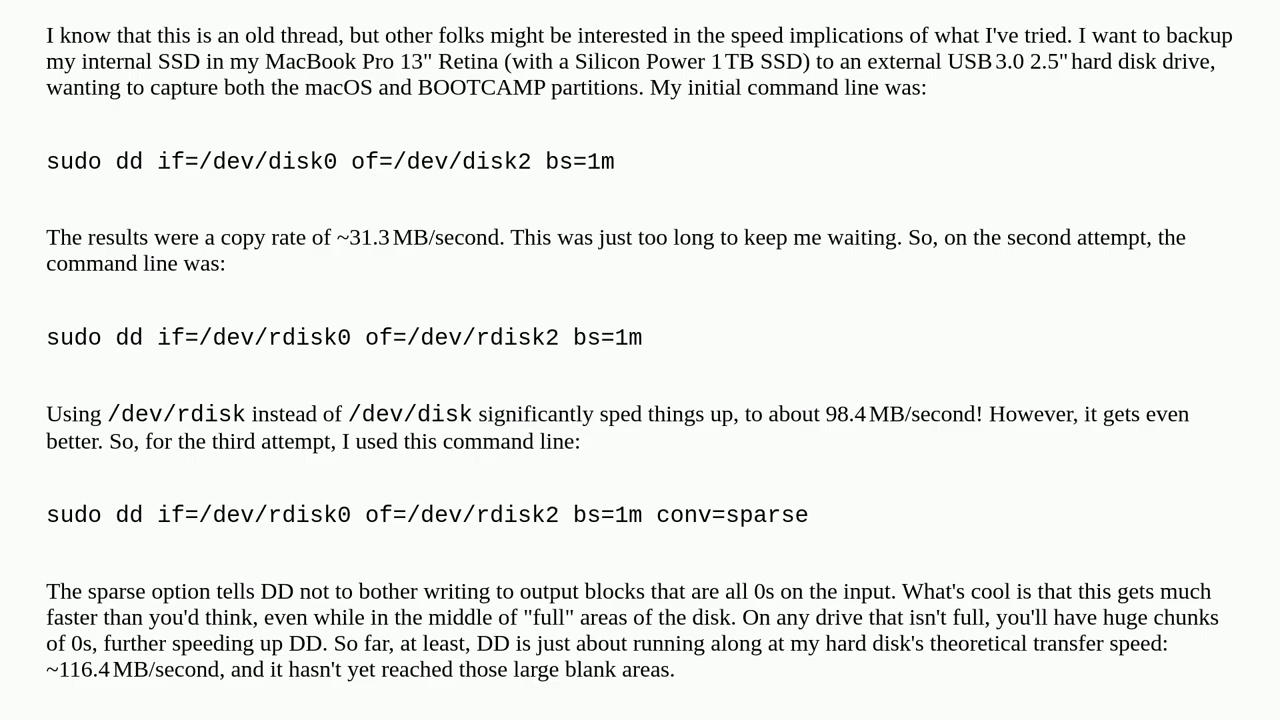 I know that this is an old thread, but other folks might be interested in the speed implications of what I've tried. I want to backup
my internal SSD in my MacBook Pro 13" Retina (with a Silicon Power 1 TB SSD) to an external USB 3.0 2.5" hard disk drive,
wanting to capture both the macOS and BOOTCAMP partitions. My initial command line was:
sudo dd if=/dev/disk0 of=/dev/disk2 bs=1m
The results were a copy rate of ~31.3 MB/second. This was just too long to keep me waiting. So, on the second attempt, the
command line was:
sudo dd if=/dev/rdisk0 of=/dev/rdisk2 bs=1m
Using /dev/rdisk instead of /dev/disk significantly sped things up, to about 98.4 MB/second! However, it gets even
better. So, for the third attempt, I used this command line:
sudo dd if=/dev/rdisk0 of=/dev/rdisk2 bs=1m conv=sparse
The sparse option tells DD not to bother writing to output blocks that are all 0s on the input. What's cool is that this gets much
faster than you'd think, even while in the middle of "full" areas of the disk. On any drive that isn't full, you'll have huge chunks
of 0s, further speeding up DD. So far, at least, DD is just about running along at my hard disk's theoretical transfer speed:
~116.4 MB/second, and it hasn't yet reached those large blank areas.